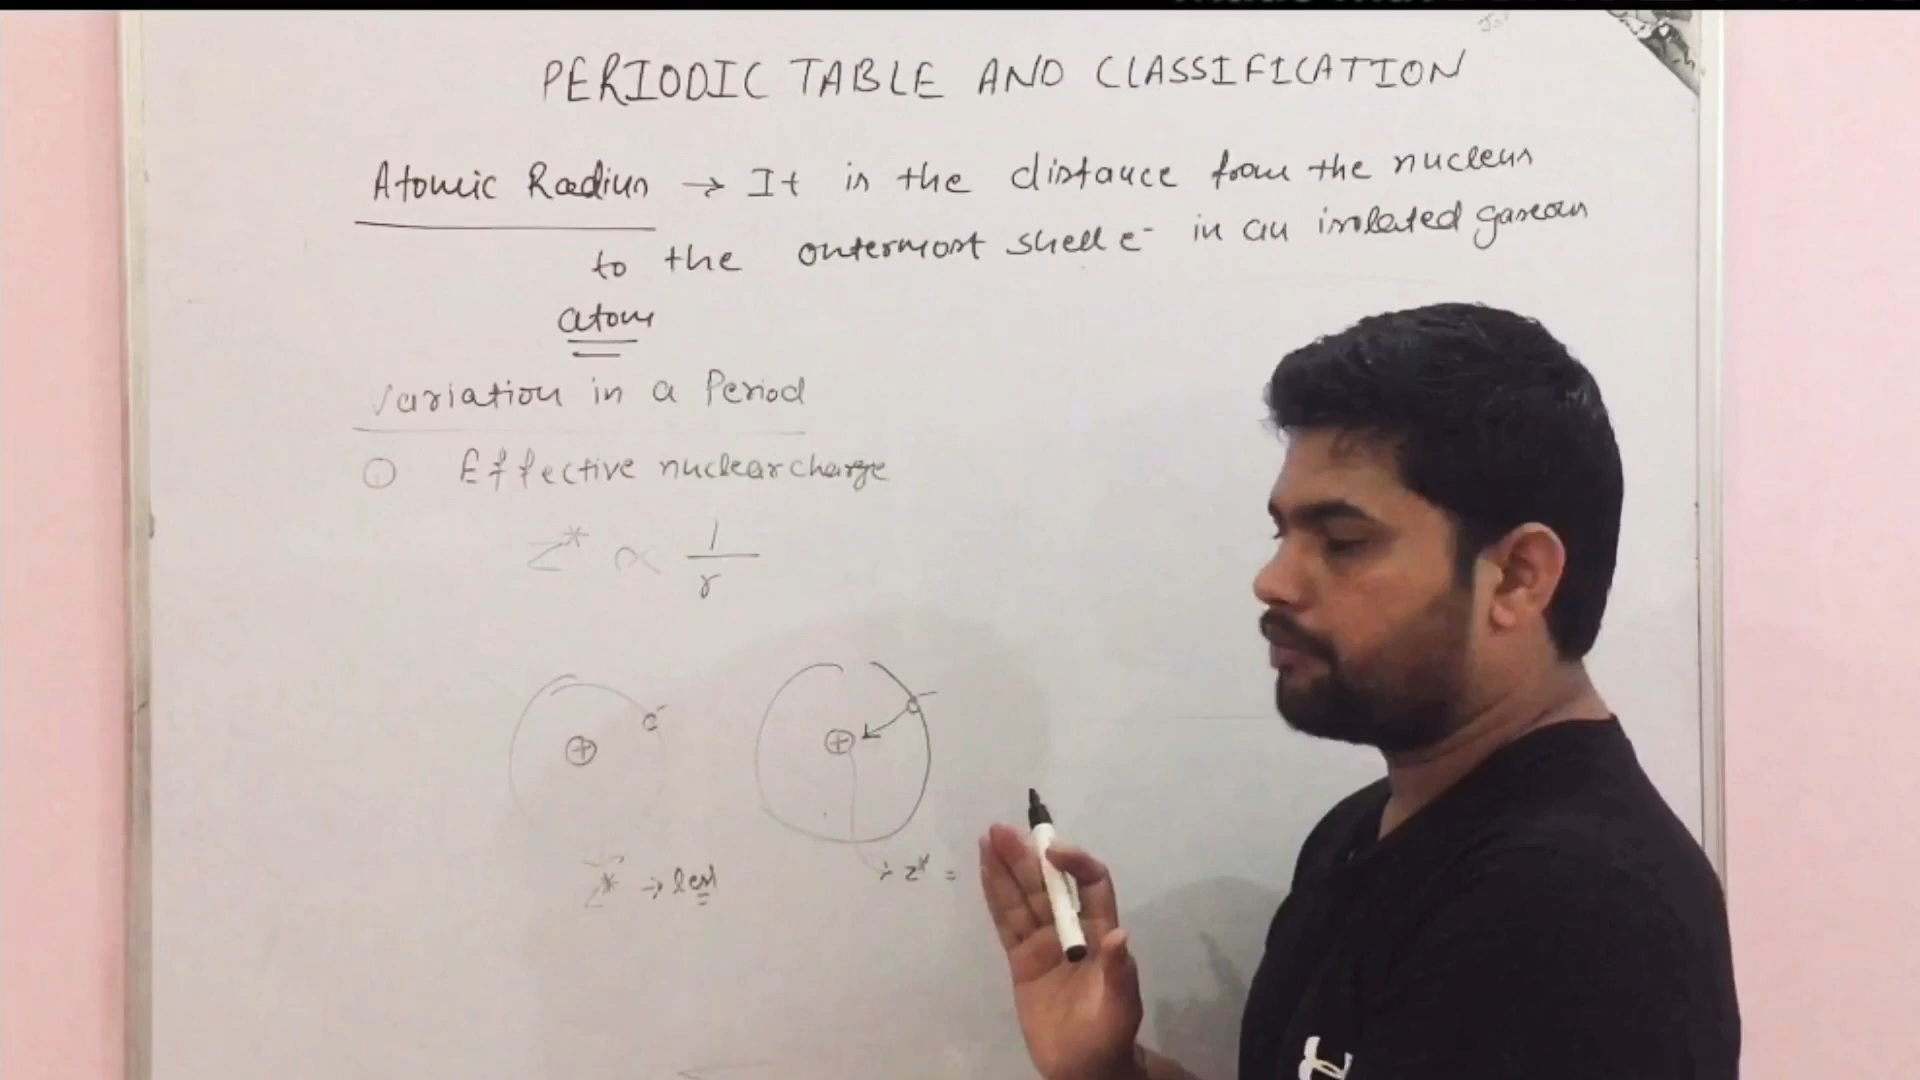 PERIODIC TABLE AND CLASSIFICATION
Atomic Radius → It is the distance from the nucleus
to the outermost shell e⁻ in an isolated gaseous
atom
Variation in a Period
① Effective nuclear charge
Z* ∝ 1/r
+ e⁻
+
Z* → less
∴ Z* =